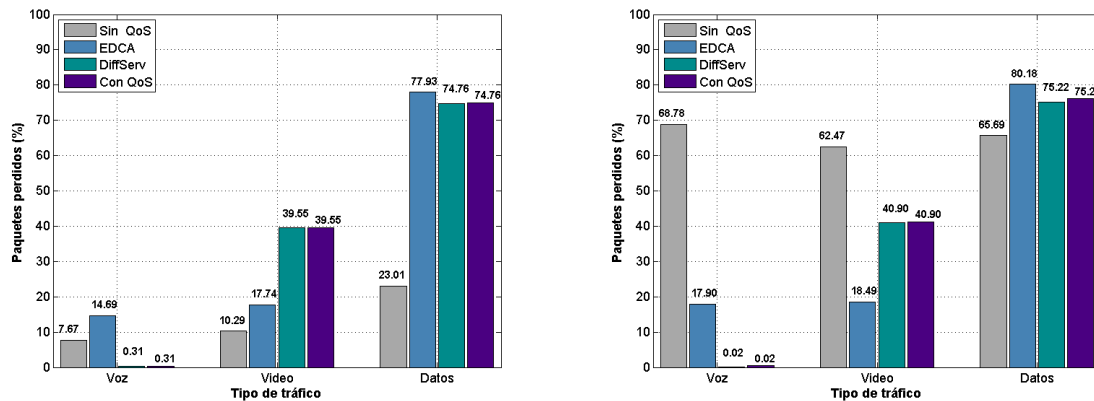 100
90
80
70
60
50
40
30
20
10
0
Paquetes perdidos (%)
Sin QoS
EDCA
DiffServ
Con QoS
7.67
14.69
0.31
0.31
10.29
17.74
39.55
39.55
23.01
77.93
74.76
74.76
Voz
Video
Datos
Tipo de tráfico
100
90
80
70
60
50
40
30
20
10
0
Paquetes perdidos (%)
Sin QoS
EDCA
DiffServ
Con QoS
68.78
17.90
0.02
0.02
62.47
18.49
40.90
40.90
65.69
80.18
75.22
75.2
Voz
Video
Datos
Tipo de tráfico